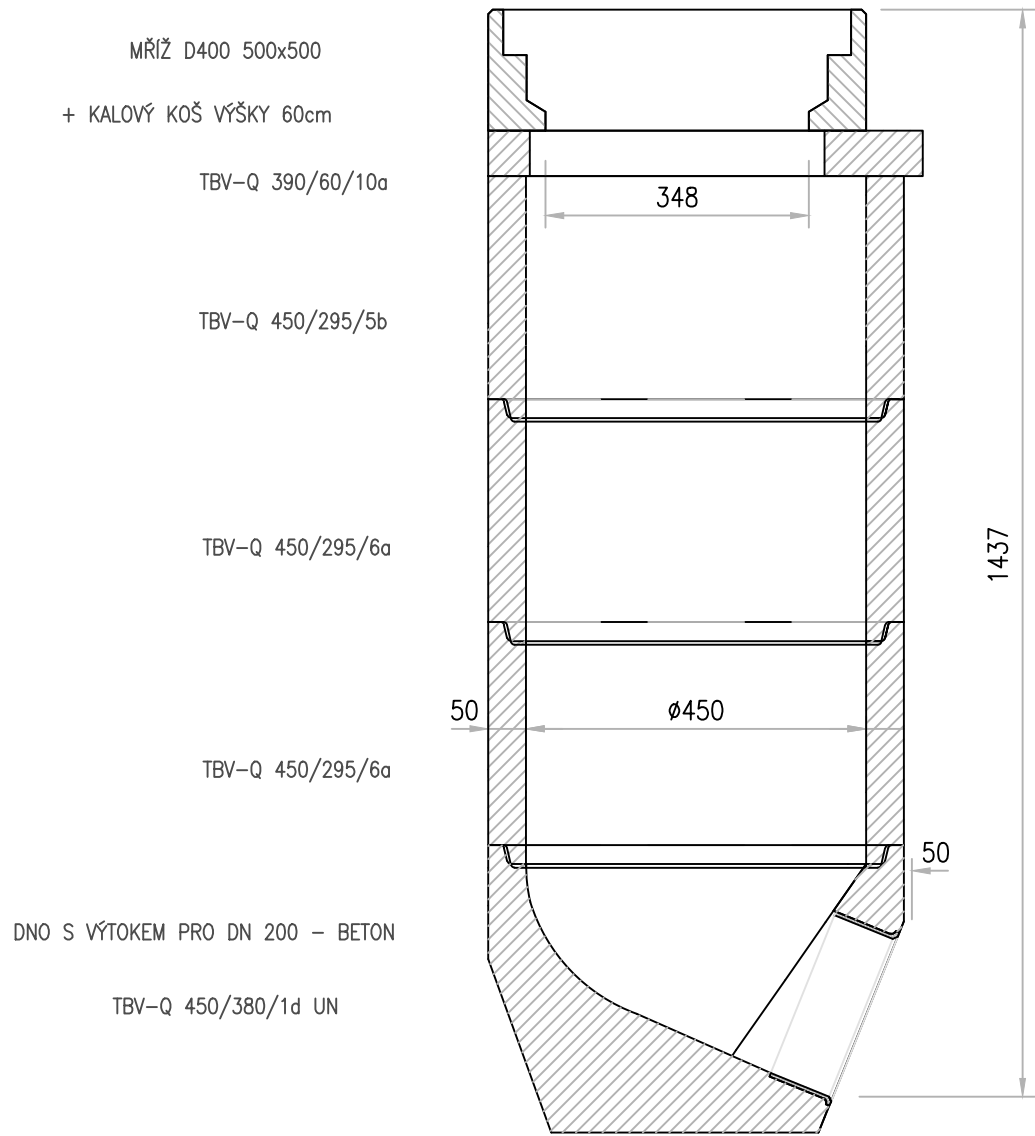 MŘÍŽ D400 500x500
+ KALOVÝ KOŠ VÝŠKY 60cm
TBV-Q 390/60/10a
348
TBV-Q 450/295/5b
TBV-Q 450/295/6a
1437
50
ø450
TBV-Q 450/295/6a
50
DNO S VÝTOKEM PRO DN 200 - BETON
TBV-Q 450/380/1d UN